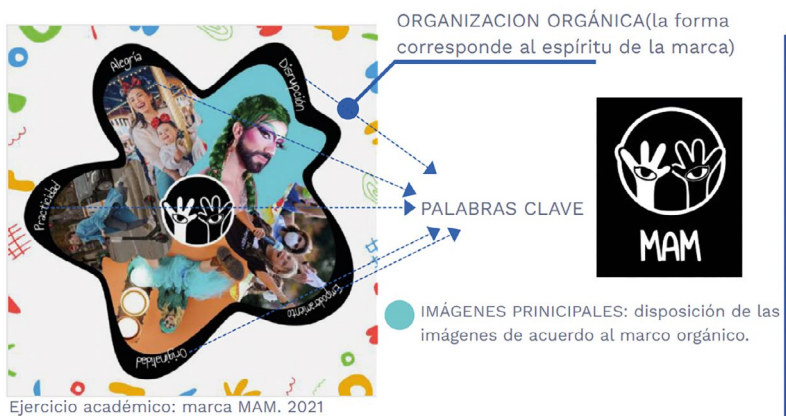 ORGANIZACION ORGÁNICA(la forma
corresponde al espíritu de la marca)
Alegría
Disrupción
Practicidad
PALABRAS CLAVE
MAM
Empoderamiento
Originalidad
IMÁGENES PRINICIPALES: disposición de las
imágenes de acuerdo al marco orgánico.
Ejercicio académico: marca MAM. 2021